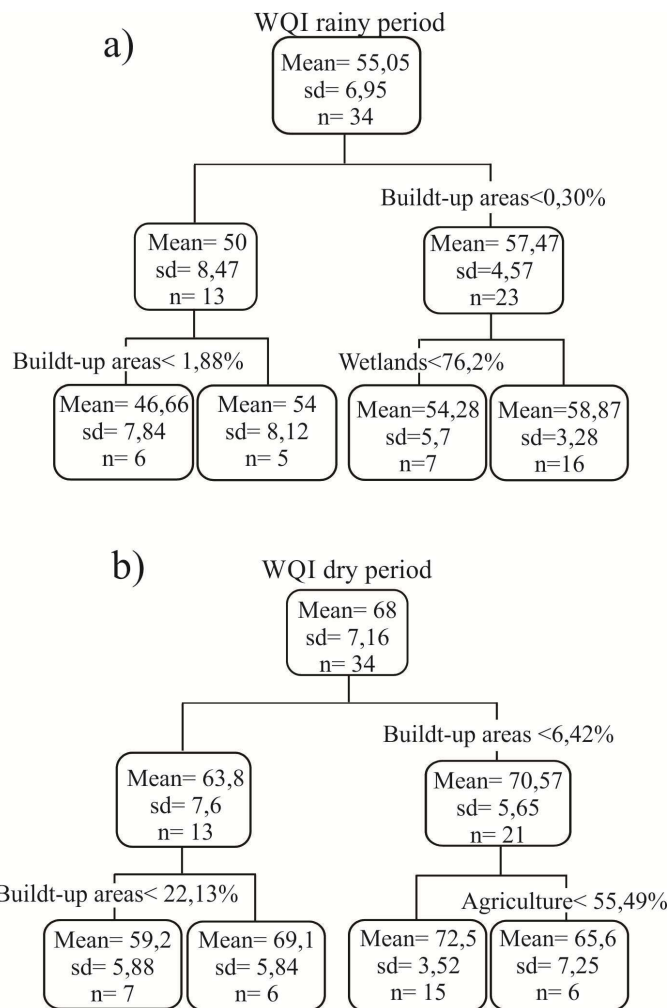 a)
WQI rainy period
Mean= 55,05
sd= 6,95
n= 34
Buildt-up areas<0,30%
Mean= 50
sd= 8,47
n= 13
Mean= 57,47
sd=4,57
n=23
Buildt-up areas< 1,88%
Wetlands<76,2%
Mean= 46,66
sd= 7,84
n= 6
Mean= 54
sd= 8,12
n= 5
Mean=54,28
sd=5,7
n=7
Mean=58,87
sd= 3,28
n=16
b)
WQI dry period
Mean= 68
sd= 7,16
n= 34
Buildt-up areas <6,42%
Mean= 63,8
sd= 7,6
n= 13
Mean= 70,57
sd= 5,65
n= 21
Buildt-up areas< 22,13%
Agriculture< 55,49%
Mean= 59,2
sd= 5,88
n= 7
Mean= 69,1
sd= 5,84
n= 6
Mean= 72,5
sd= 3,52
n= 15
Mean= 65,6
sd= 7,25
n= 6